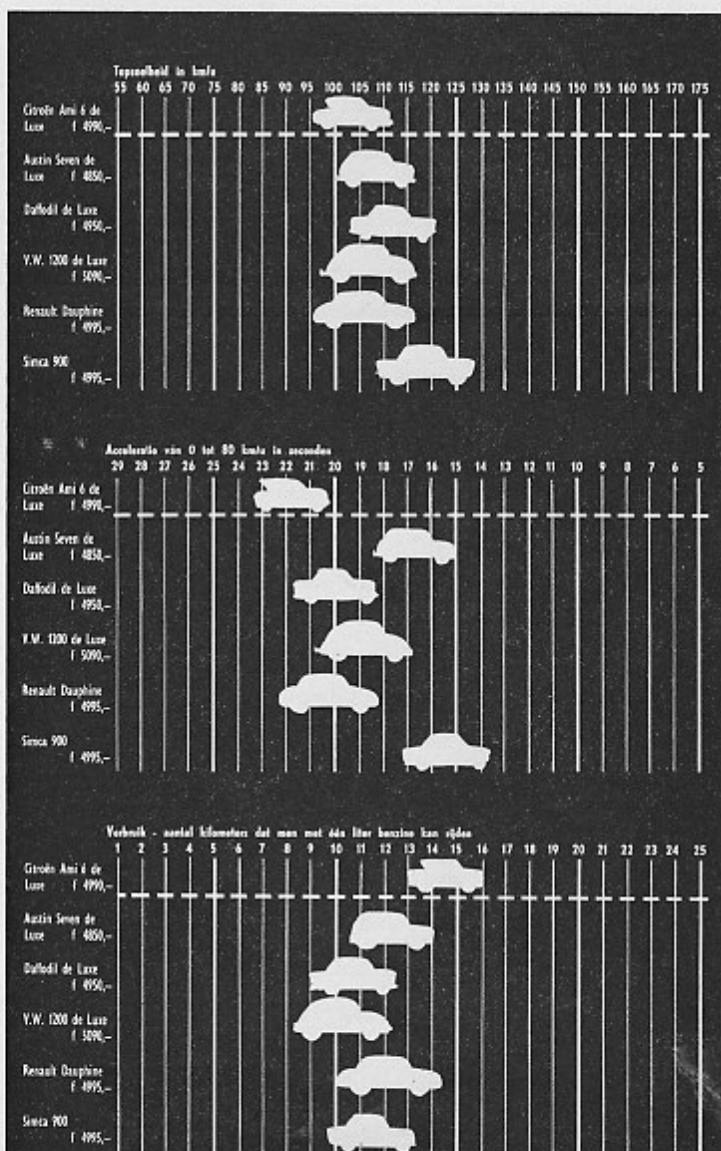 Topsnelheid in km/u
55 60 65 70 75 80 85 90 95 100 105 110 115 120 125 130 135 140 145 150 155 160 165 170 175
Citroën Ami 6 de
Luxe f 4990,-
Austin Seven de
Luxe f 4850,-
Daffodil de Luxe
f 4950,-
V.W. 1200 de Luxe
f 5090,-
Renault Dauphine
f 4995,-
Simca 900
f 4995,-
Acceleratie van 0 tot 80 km/u in seconden
29 28 27 26 25 24 23 22 21 20 19 18 17 16 15 14 13 12 11 10 9 8 7 6 5
Citroën Ami 6 de
Luxe f 4990,-
Austin Seven de
Luxe f 4850,-
Daffodil de Luxe
f 4950,-
V.W. 1200 de Luxe
f 5090,-
Renault Dauphine
f 4995,-
Simca 900
f 4995,-
Verbruik - aantal kilometers dat men met één liter benzine kan rijden
1 2 3 4 5 6 7 8 9 10 11 12 13 14 15 16 17 18 19 20 21 22 23 24 25
Citroën Ami 6 de
Luxe f 4990,-
Austin Seven de
Luxe f 4850,-
Daffodil de Luxe
f 4950,-
V.W. 1200 de Luxe
f 5090,-
Renault Dauphine
f 4995,-
Simca 900
f 4995,-